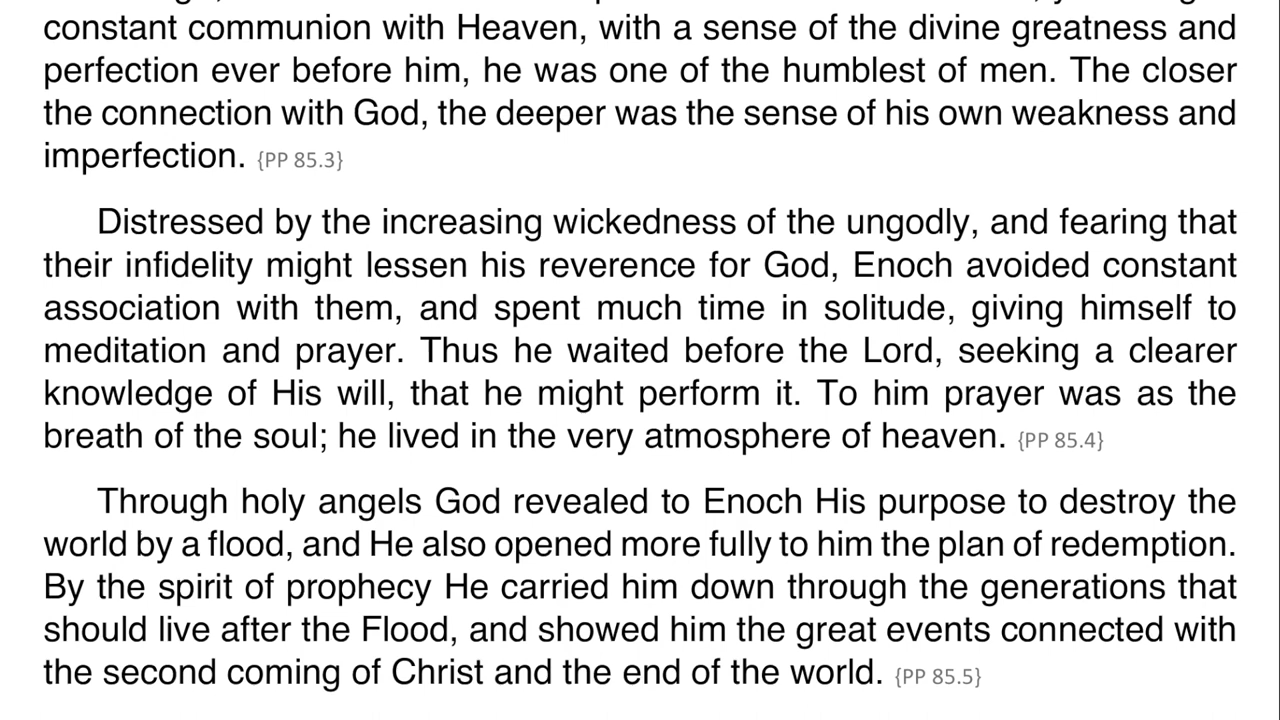 constant communion with Heaven, with a sense of the divine greatness and
perfection ever before him, he was one of the humblest of men. The closer
the connection with God, the deeper was the sense of his own weakness and
imperfection. {PP 85.3}
Distressed by the increasing wickedness of the ungodly, and fearing that
their infidelity might lessen his reverence for God, Enoch avoided constant
association with them, and spent much time in solitude, giving himself to
meditation and prayer. Thus he waited before the Lord, seeking a clearer
knowledge of His will, that he might perform it. To him prayer was as the
breath of the soul; he lived in the very atmosphere of heaven. {PP 85.4}
Through holy angels God revealed to Enoch His purpose to destroy the
world by a flood, and He also opened more fully to him the plan of redemption.
By the spirit of prophecy He carried him down through the generations that
should live after the Flood, and showed him the great events connected with
the second coming of Christ and the end of the world. {PP 85.5}